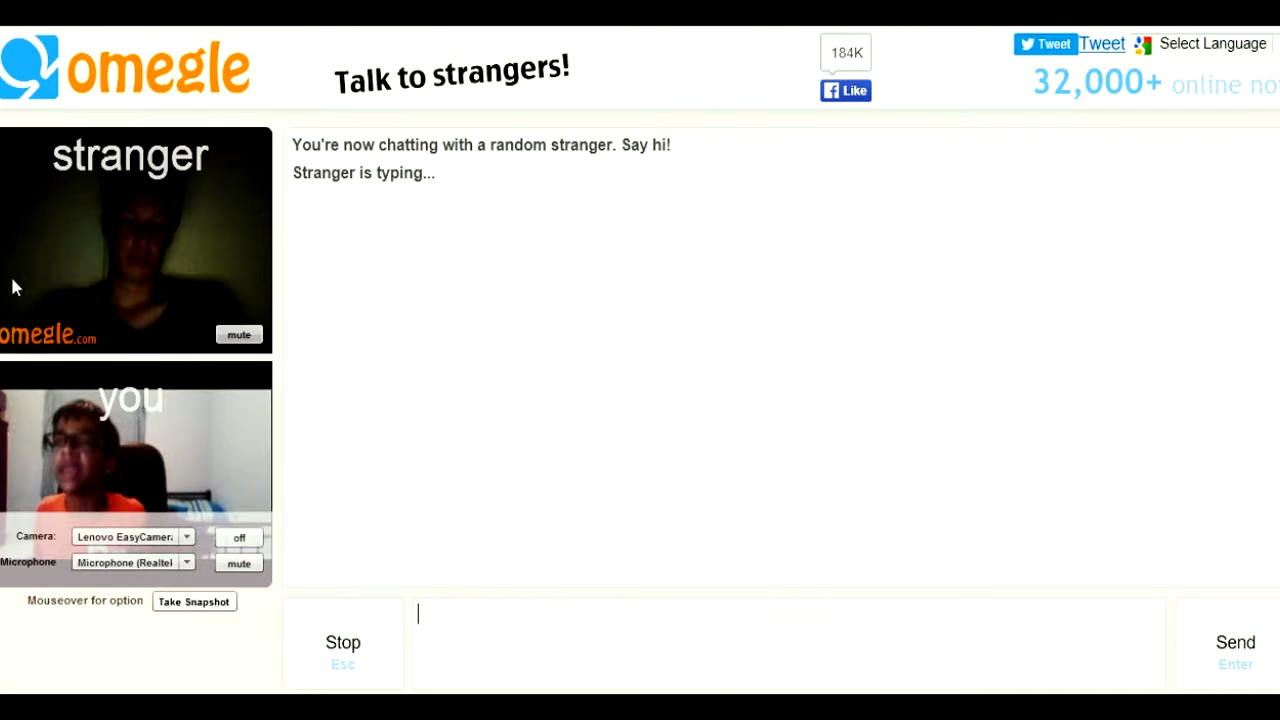 omegle
Talk to strangers!
184K
Like
Tweet Tweet Select Language
32,000+ online no
stranger
omegle.com
mute
you
Camera: Lenovo EasyCamera off
Microphone Microphone (Realtel mute
Mouseover for option Take Snapshot
You're now chatting with a random stranger. Say hi!
Stranger is typing...
Stop
Esc
Send
Enter